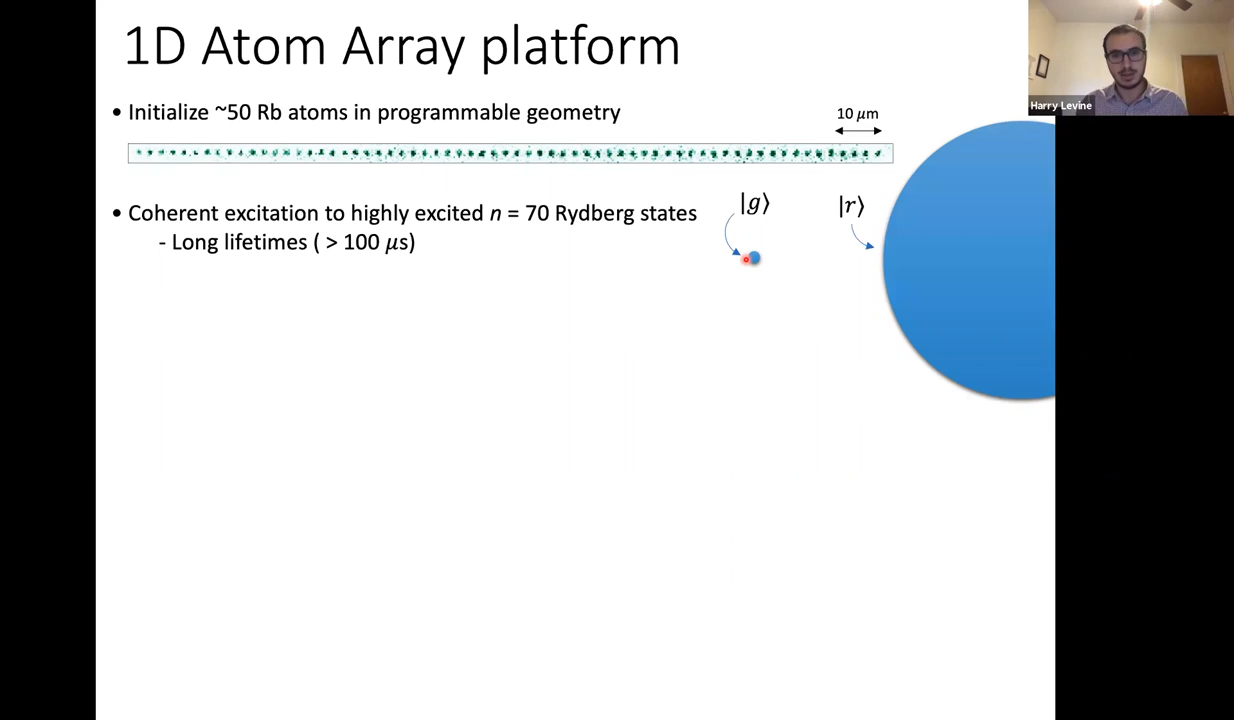 1D Atom Array platform
• Initialize ~50 Rb atoms in programmable geometry
10 μm
• Coherent excitation to highly excited n = 70 Rydberg states
- Long lifetimes ( > 100 μs)
|g⟩
|r⟩
Harry Levine